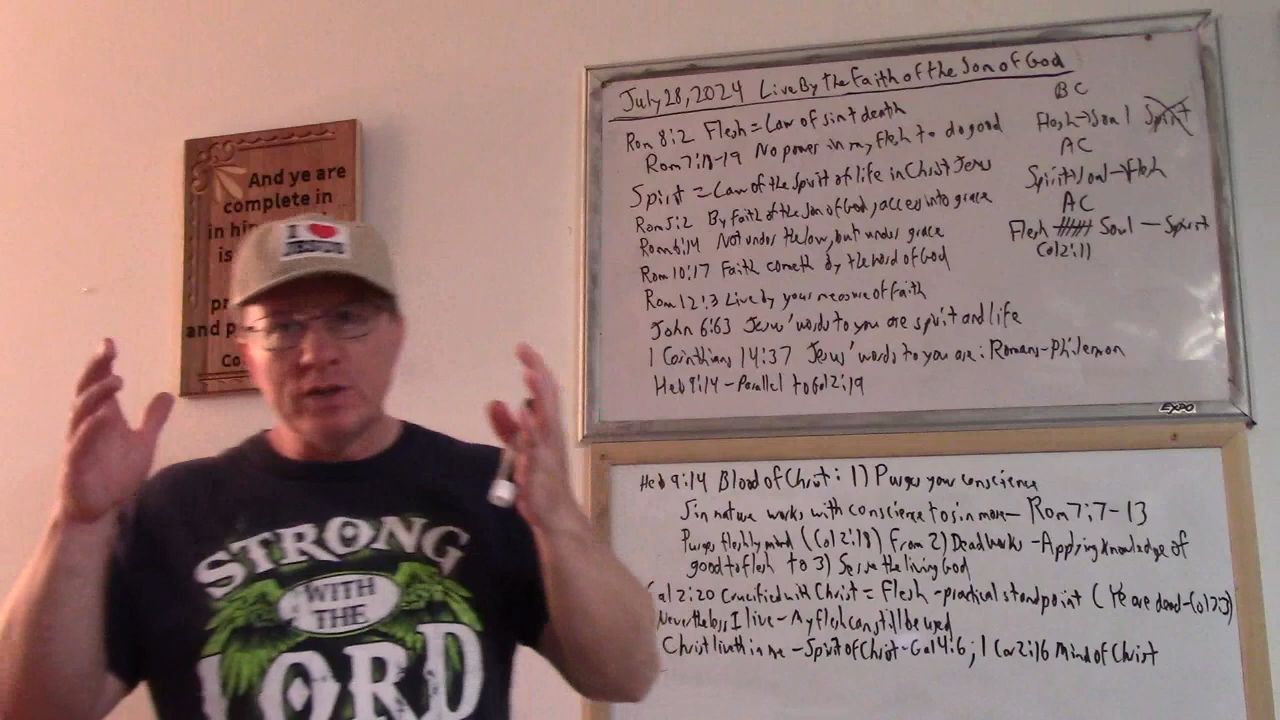 And ye are
complete in
in him
is
pr
and p
Co
I ❤ JESUS
STRONG
WITH
THE
LORD
July 28, 2024 Live By the Faith of the Son of God
Rom 8:2 Flesh = Law of sin + death
Rom 7:18-19 No power in my flesh to do good
Spirit = Law of the Spirit of life in Christ Jesus
Rom 5:2 By faith of the Son of God, access into grace
Rom 6:14 Not under the law, but under grace
Rom 10:17 Faith cometh by the word of God
Rom 12:3 Live by your measure of faith
John 6:63 Jesus' words to you are spirit and life
1 Corinthians 14:37 Jesus' words to you are: Romans-Philemon
Heb 9:14 - Parallel to Gal 2:19
BC
Flesh → Soul Spirit
AC
Spirit → Soul → Flesh
AC
Flesh Soul — Spirit
Col 2:11
EXPO
Heb 9:14 Blood of Christ: 1) Purges your conscience
Sin nature works with conscience to sin more - Rom 7:7-13
Purges fleshly mind (Col 2:18) from 2) Dead works - Applying knowledge of
good to flesh to 3) Serve the living God
Gal 2:20 Crucified with Christ = Flesh - practical standpoint (Ye are dead - Col 3:3)
Nevertheless, I live - My flesh can still be used
Christ liveth in me - Spirit of Christ - Gal 4:6; 1 Cor 2:16 Mind of Christ